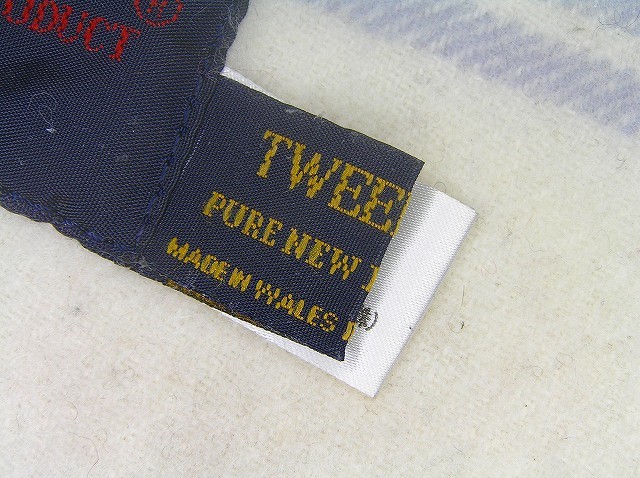 ODUCT
TWEE
PURE NEW
MADE IN WALES